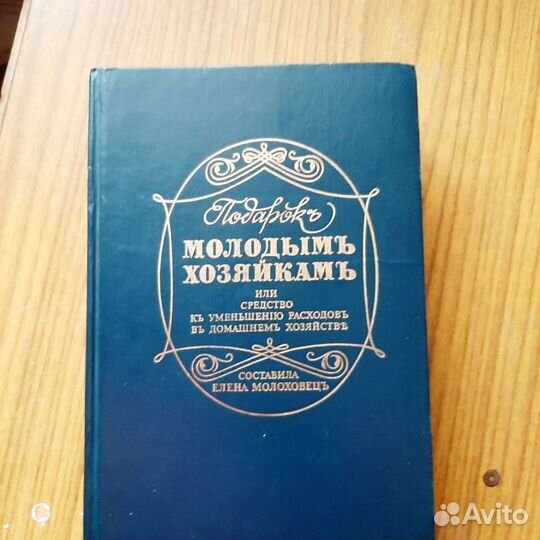 Подарокъ
МОЛОДЫМЪ
ХОЗЯЙКАМЪ
ИЛИ
СРЕДСТВО
КЪ УМЕНЬШЕНІЮ РАСХОДОВЪ
ВЪ ДОМАШНЕМЪ ХОЗЯЙСТВѢ
СОСТАВИЛА
ЕЛЕНА МОЛОХОВЕЦЪ
Avito